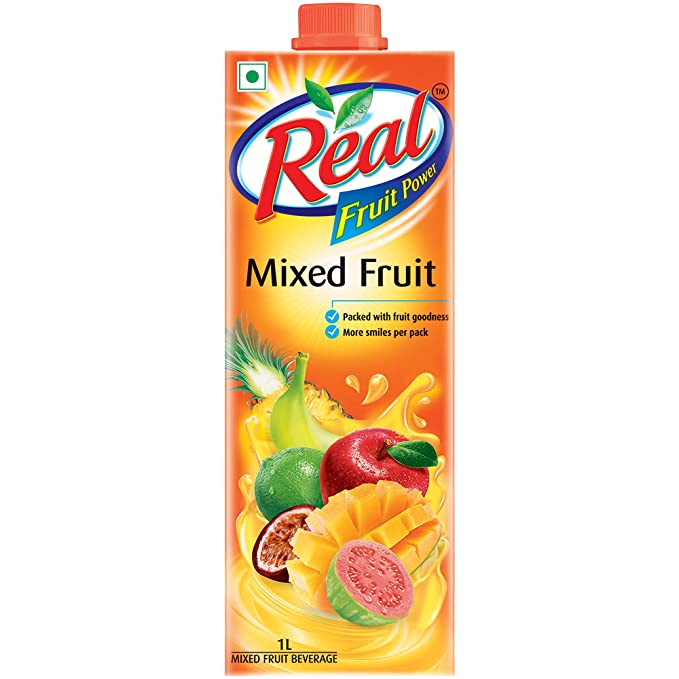 Real
TM
Fruit Power
Mixed Fruit
Packed with fruit goodness
More smiles per pack
1L
MIXED FRUIT BEVERAGE